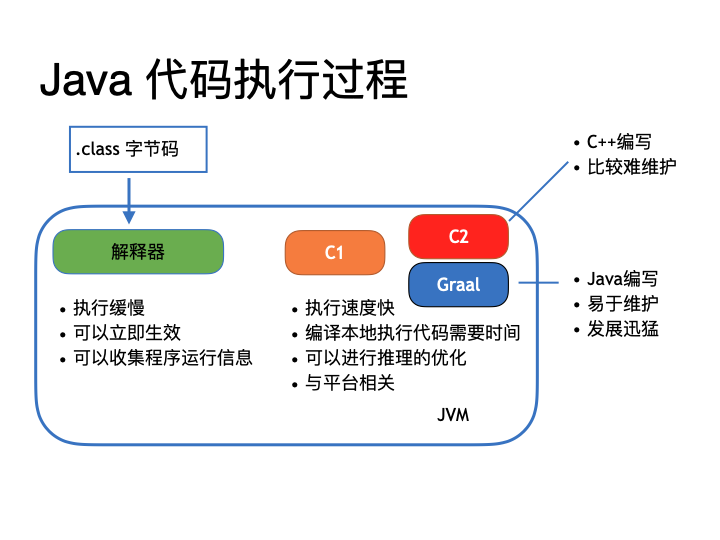 Java 代码执行过程
.class 字节码
• C++编写
• 比较难维护
解释器
C1
C2
Graal
• 执行缓慢
• 可以立即生效
• 可以收集程序运行信息
• 执行速度快
• 编译本地执行代码需要时间
• 可以进行推理的优化
• 与平台相关
• Java编写
• 易于维护
• 发展迅猛
JVM